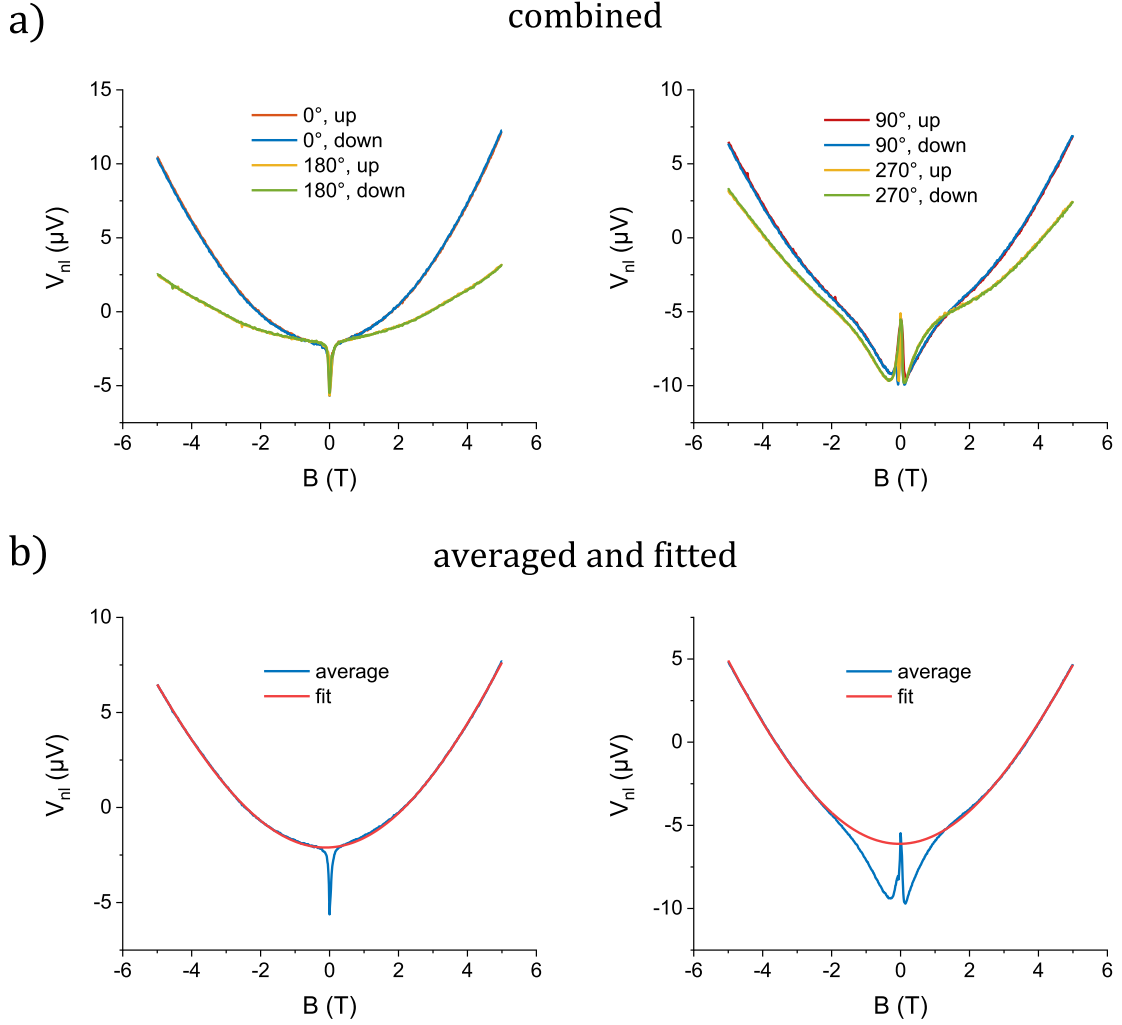 a)
combined
15
10
5
0
-5
-6
-4
-2
0
2
4
6
V_nl (µV)
B (T)
0°, up
0°, down
180°, up
180°, down
10
5
0
-5
-10
-6
-4
-2
0
2
4
6
V_nl (µV)
B (T)
90°, up
90°, down
270°, up
270°, down
b)
averaged and fitted
10
5
0
-5
-6
-4
-2
0
2
4
6
V_nl (µV)
B (T)
average
fit
5
0
-5
-10
-6
-4
-2
0
2
4
6
V_nl (µV)
B (T)
average
fit